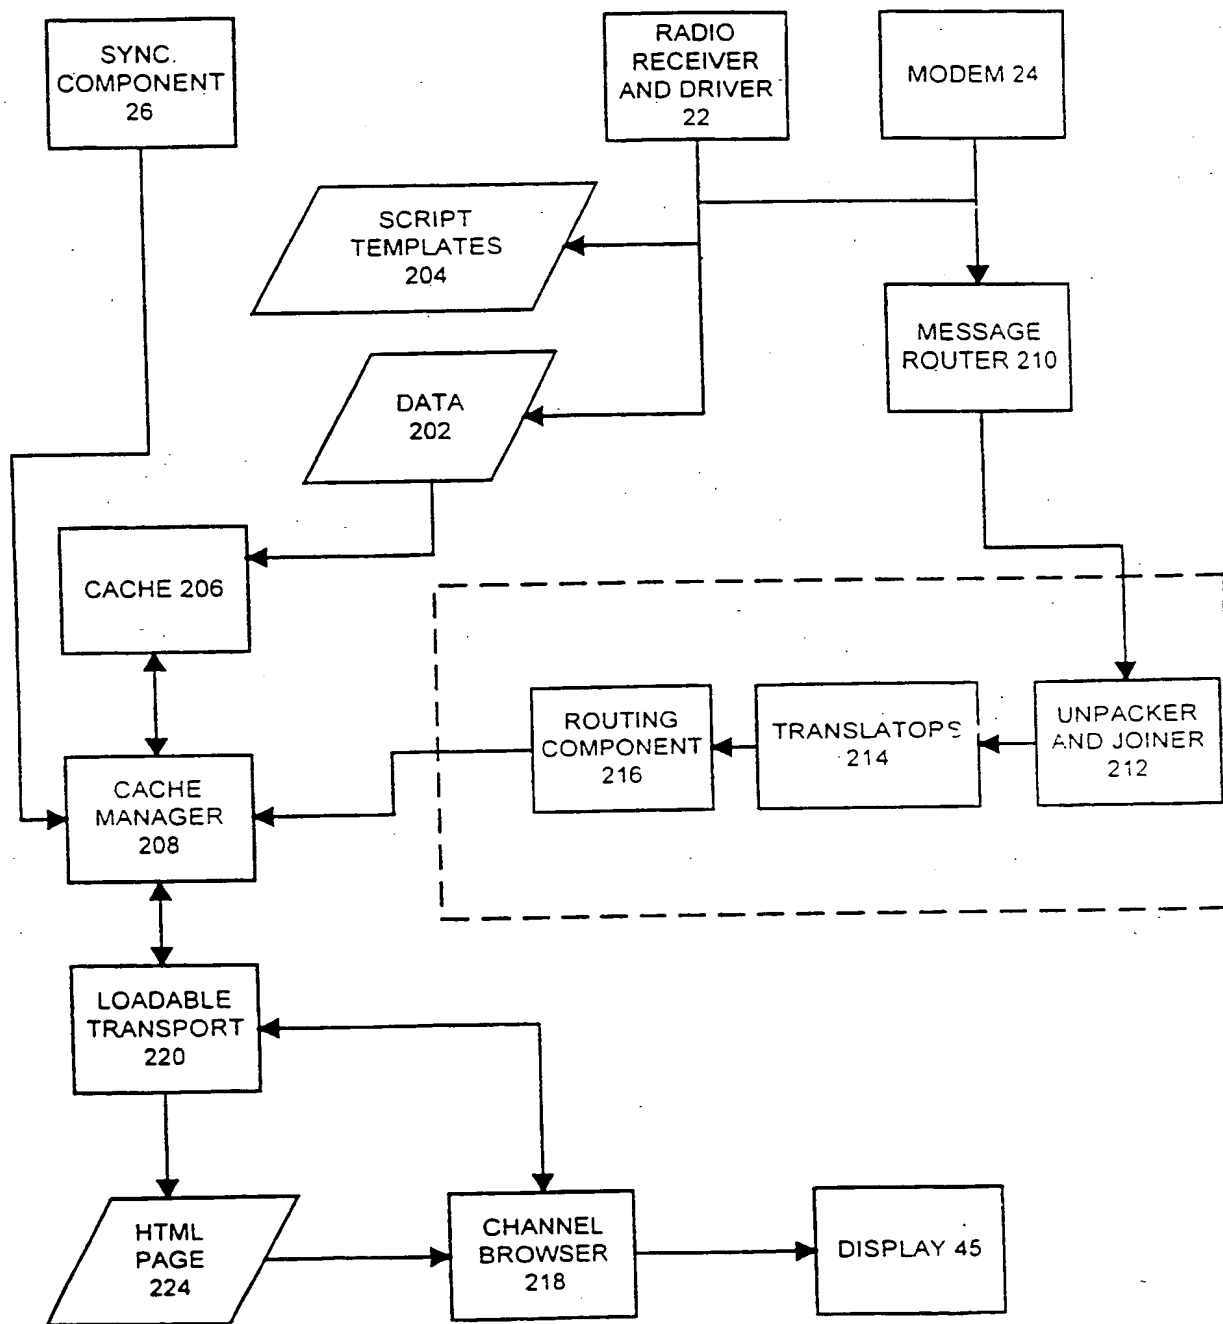 SYNC.
COMPONENT
26
RADIO
RECEIVER
AND DRIVER
22
MODEM 24
SCRIPT
TEMPLATES
204
MESSAGE
ROUTER 210
DATA
202
CACHE 206
ROUTING
COMPONENT
216
TRANSLATOPS
214
UNPACKER
AND JOINER
212
CACHE
MANAGER
208
LOADABLE
TRANSPORT
220
HTML
PAGE
224
CHANNEL
BROWSER
218
DISPLAY 45